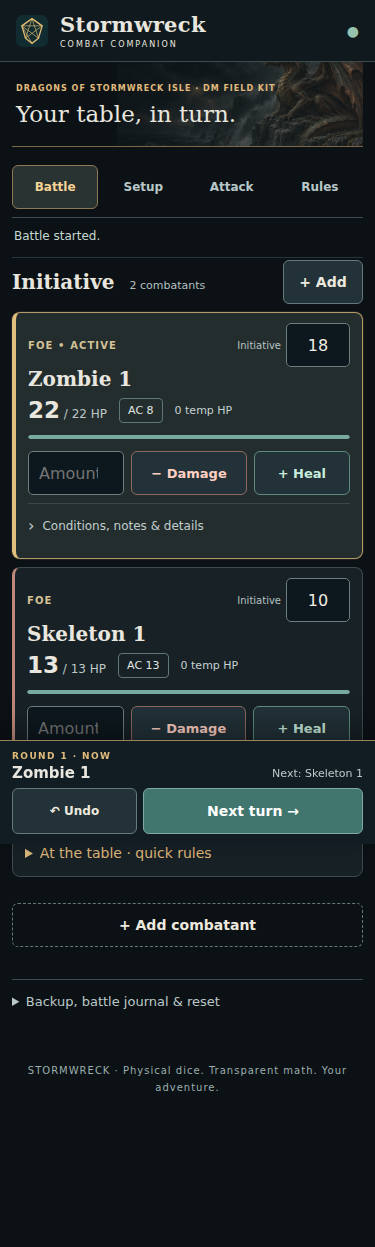 Stormwreck
COMBAT COMPANION
DRAGONS OF STORMWRECK ISLE · DM FIELD KIT
Your table, in turn.
Battle Setup Attack Rules
Battle started.
Initiative 2 combatants + Add
FOE • ACTIVE Initiative 18
Zombie 1
22 / 22 HP AC 8 0 temp HP
Amount − Damage + Heal
› Conditions, notes & details
FOE Initiative 10
Skeleton 1
13 / 13 HP AC 13 0 temp HP
Amount − Damage + Heal
ROUND 1 · NOW
Zombie 1 Next: Skeleton 1
↶ Undo Next turn →
▶ At the table · quick rules
+ Add combatant
▶ Backup, battle journal & reset
STORMWRECK · Physical dice. Transparent math. Your
adventure.